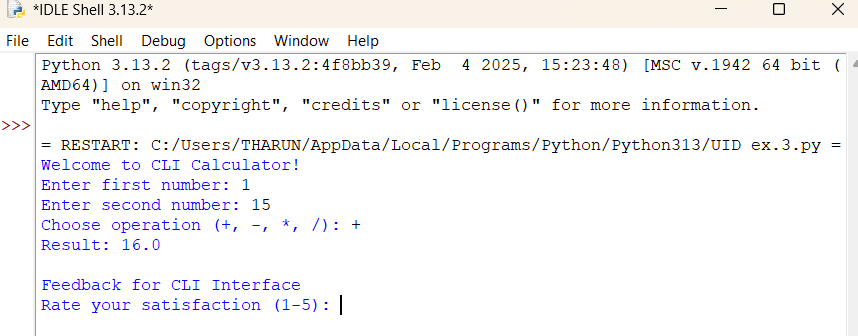 *IDLE Shell 3.13.2*
File Edit Shell Debug Options Window Help
Python 3.13.2 (tags/v3.13.2:4f8bb39, Feb  4 2025, 15:23:48) [MSC v.1942 64 bit (
AMD64)] on win32
Type "help", "copyright", "credits" or "license()" for more information.
>>>
= RESTART: C:/Users/THARUN/AppData/Local/Programs/Python/Python313/UID ex.3.py =
Welcome to CLI Calculator!
Enter first number: 1
Enter second number: 15
Choose operation (+, -, *, /): +
Result: 16.0
Feedback for CLI Interface
Rate your satisfaction (1-5):